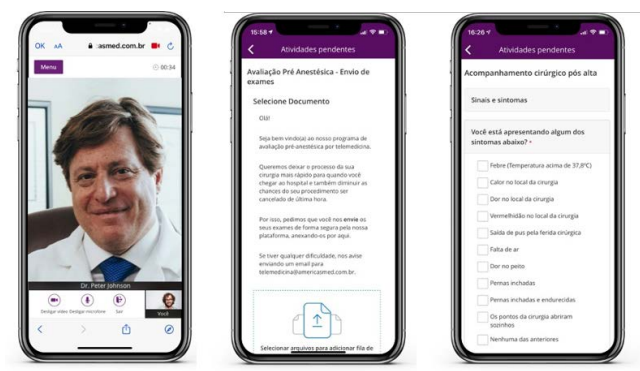 OK AA asmed.com.br
Menu 00:34
Dr. Peter Johnson
Desligar vídeo Desligar microfone Sair Você
15:58
Atividades pendentes
Avaliação Pré Anestésica - Envio de
exames
Selecione Documento
Olá!
Seja bem vindo(a) ao nosso programa de
avaliação pré-anestésica por telemedicina.
Queremos deixar o processo da sua
cirurgia mais rápido para quando você
chegar ao hospital e também diminuir as
chances do seu procedimento ser
cancelado de última hora.
Por isso, pedimos que você nos envie os
seus exames de forma segura pela nossa
plataforma, anexando-os por aqui.
Se tiver qualquer dificuldade, nos avise
enviando um email para
telemedicina@americasmed.com.br.
Selecionar arquivos para adicionar fila de
16:26
Atividades pendentes
Acompanhamento cirúrgico pós alta
Sinais e sintomas
Você está apresentando algum dos
sintomas abaixo? *
Febre (Temperatura acima de 37,8ºC)
Calor no local da cirurgia
Dor no local da cirurgia
Vermelhidão no local da cirurgia
Saída de pus pela ferida cirúrgica
Falta de ar
Dor no peito
Pernas inchadas
Pernas inchadas e endurecidas
Os pontos da cirurgia abriram
sozinhos
Nenhuma das anteriores